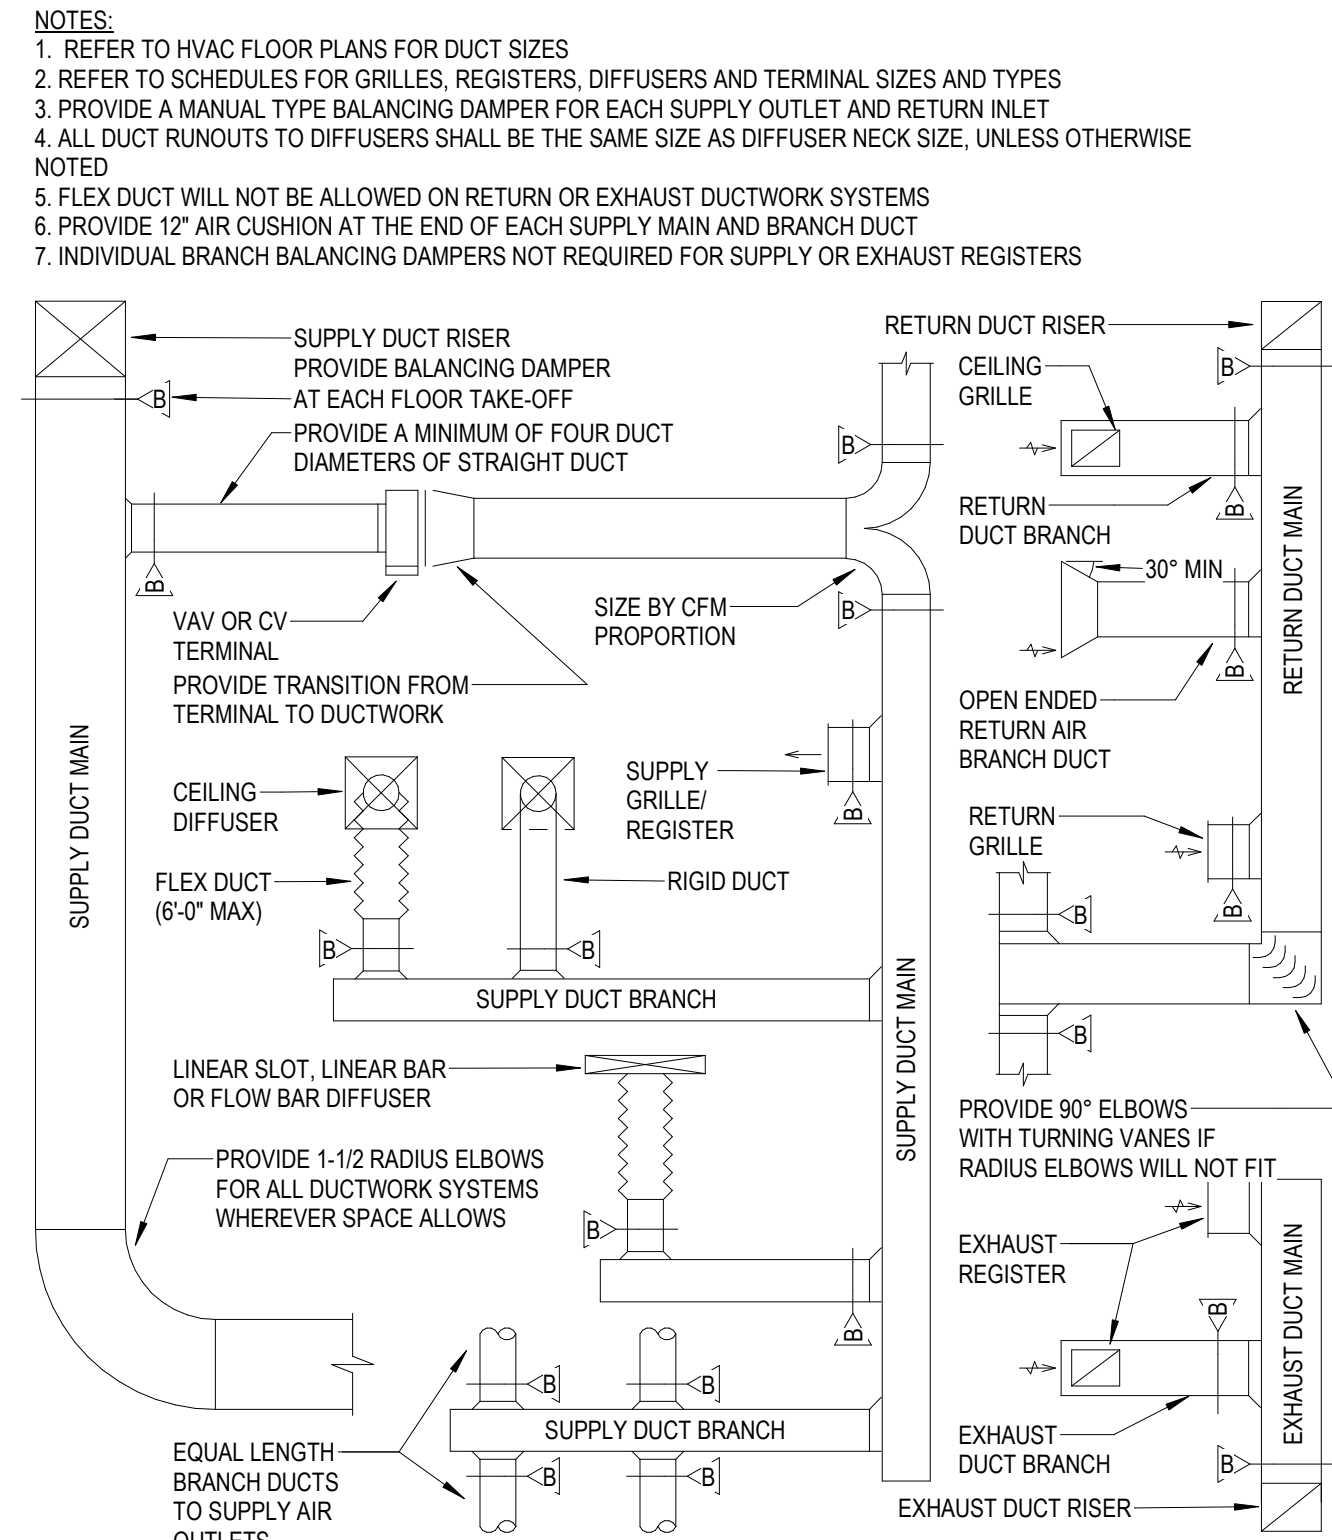 NOTES:
1. REFER TO HVAC FLOOR PLANS FOR DUCT SIZES
2. REFER TO SCHEDULES FOR GRILLES, REGISTERS, DIFFUSERS AND TERMINAL SIZES AND TYPES
3. PROVIDE A MANUAL TYPE BALANCING DAMPER FOR EACH SUPPLY OUTLET AND RETURN INLET
4. ALL DUCT RUNOUTS TO DIFFUSERS SHALL BE THE SAME SIZE AS DIFFUSER NECK SIZE, UNLESS OTHERWISE
NOTED
5. FLEX DUCT WILL NOT BE ALLOWED ON RETURN OR EXHAUST DUCTWORK SYSTEMS
6. PROVIDE 12" AIR CUSHION AT THE END OF EACH SUPPLY MAIN AND BRANCH DUCT
7. INDIVIDUAL BRANCH BALANCING DAMPERS NOT REQUIRED FOR SUPPLY OR EXHAUST REGISTERS
SUPPLY DUCT RISER
PROVIDE BALANCING DAMPER
AT EACH FLOOR TAKE-OFF
B
PROVIDE A MINIMUM OF FOUR DUCT
DIAMETERS OF STRAIGHT DUCT
B
B
VAV OR CV
TERMINAL
SIZE BY CFM
PROPORTION
B
PROVIDE TRANSITION FROM
TERMINAL TO DUCTWORK
SUPPLY DUCT MAIN
CEILING
DIFFUSER
SUPPLY
GRILLE/
REGISTER
B
FLEX DUCT
(6'-0" MAX)
RIGID DUCT
B
B
SUPPLY DUCT BRANCH
SUPPLY DUCT MAIN
LINEAR SLOT, LINEAR BAR
OR FLOW BAR DIFFUSER
PROVIDE 1-1/2 RADIUS ELBOWS
FOR ALL DUCTWORK SYSTEMS
WHEREVER SPACE ALLOWS
B
B
B
B
SUPPLY DUCT BRANCH
B
B
EQUAL LENGTH
BRANCH DUCTS
TO SUPPLY AIR
OUTLETS
RETURN DUCT RISER
B
CEILING
GRILLE
RETURN
DUCT BRANCH
B
RETURN DUCT MAIN
30° MIN
B
OPEN ENDED
RETURN AIR
BRANCH DUCT
RETURN
GRILLE
B
B
B
PROVIDE 90° ELBOWS
WITH TURNING VANES IF
RADIUS ELBOWS WILL NOT FIT
EXHAUST
REGISTER
EXHAUST DUCT MAIN
B
EXHAUST
DUCT BRANCH
B
EXHAUST DUCT RISER